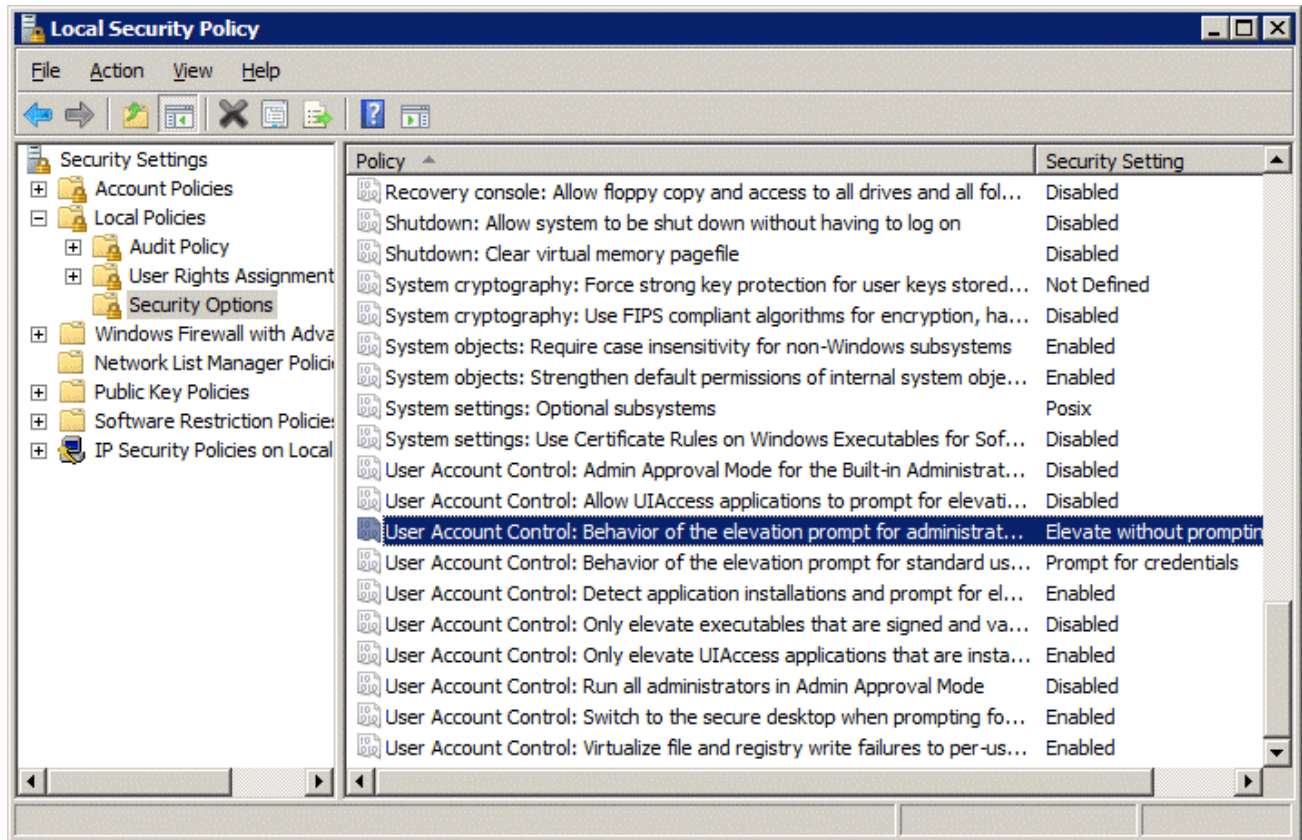 Local Security Policy
File Action View Help
Security Settings
Account Policies
Local Policies
Audit Policy
User Rights Assignment
Security Options
Windows Firewall with Adva
Network List Manager Polici
Public Key Policies
Software Restriction Policies
IP Security Policies on Local
Policy Security Setting
Recovery console: Allow floppy copy and access to all drives and all fol... Disabled
Shutdown: Allow system to be shut down without having to log on Disabled
Shutdown: Clear virtual memory pagefile Disabled
System cryptography: Force strong key protection for user keys stored... Not Defined
System cryptography: Use FIPS compliant algorithms for encryption, ha... Disabled
System objects: Require case insensitivity for non-Windows subsystems Enabled
System objects: Strengthen default permissions of internal system obje... Enabled
System settings: Optional subsystems Posix
System settings: Use Certificate Rules on Windows Executables for Sof... Disabled
User Account Control: Admin Approval Mode for the Built-in Administrat... Disabled
User Account Control: Allow UIAccess applications to prompt for elevati... Disabled
User Account Control: Behavior of the elevation prompt for administrat... Elevate without promptin
User Account Control: Behavior of the elevation prompt for standard us... Prompt for credentials
User Account Control: Detect application installations and prompt for el... Enabled
User Account Control: Only elevate executables that are signed and va... Disabled
User Account Control: Only elevate UIAccess applications that are insta... Enabled
User Account Control: Run all administrators in Admin Approval Mode Disabled
User Account Control: Switch to the secure desktop when prompting fo... Enabled
User Account Control: Virtualize file and registry write failures to per-us... Enabled